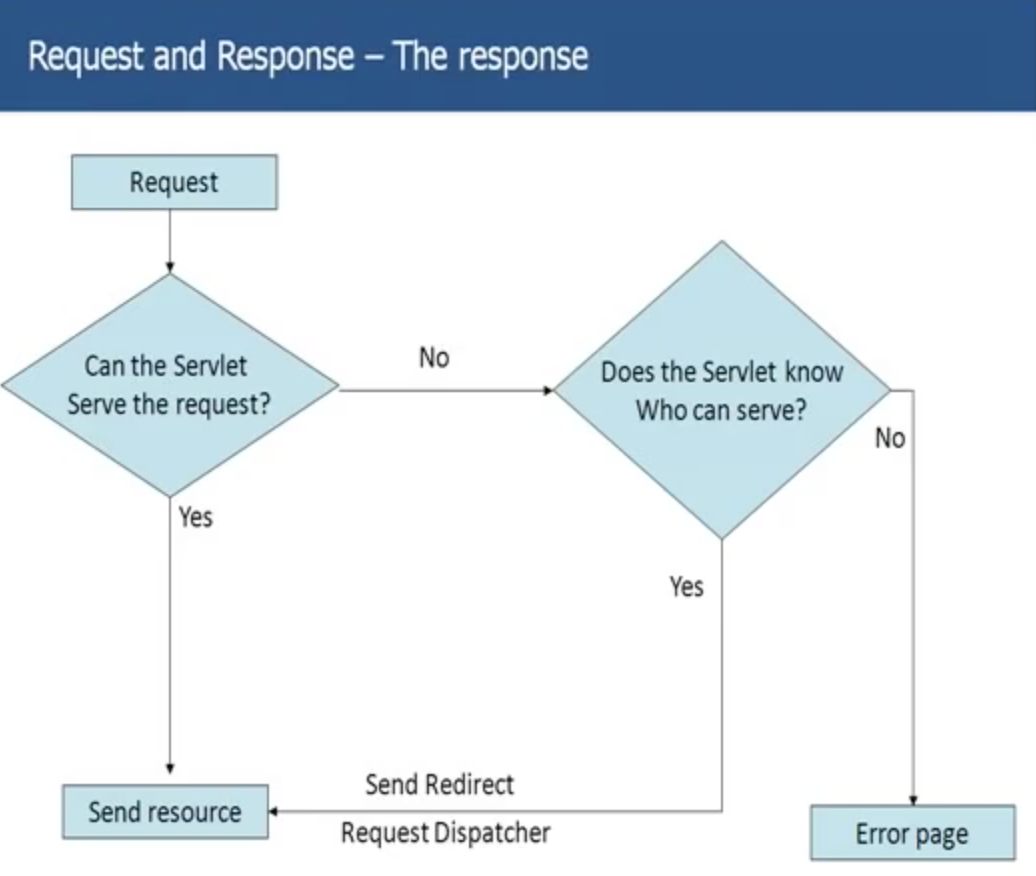 Request and Response – The response
Request
Can the Servlet
Serve the request?
No
Does the Servlet know
Who can serve?
No
Yes
Yes
Send Redirect
Request Dispatcher
Send resource
Error page